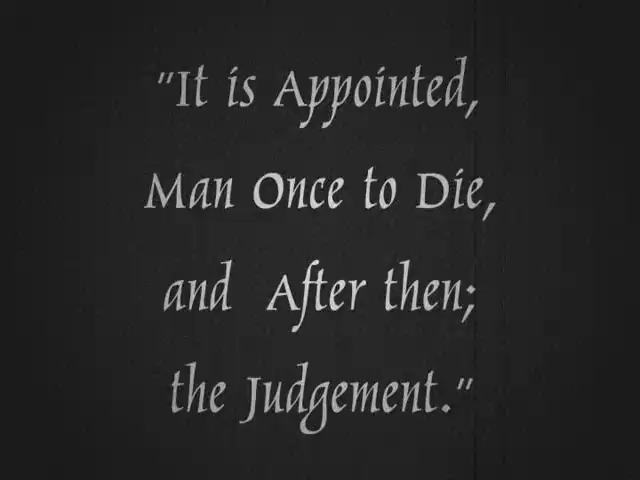 "It is Appointed,
Man Once to Die,
and After then;
the Judgement."